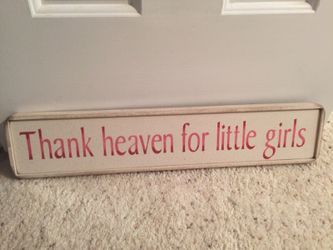 Thank heaven for little girls